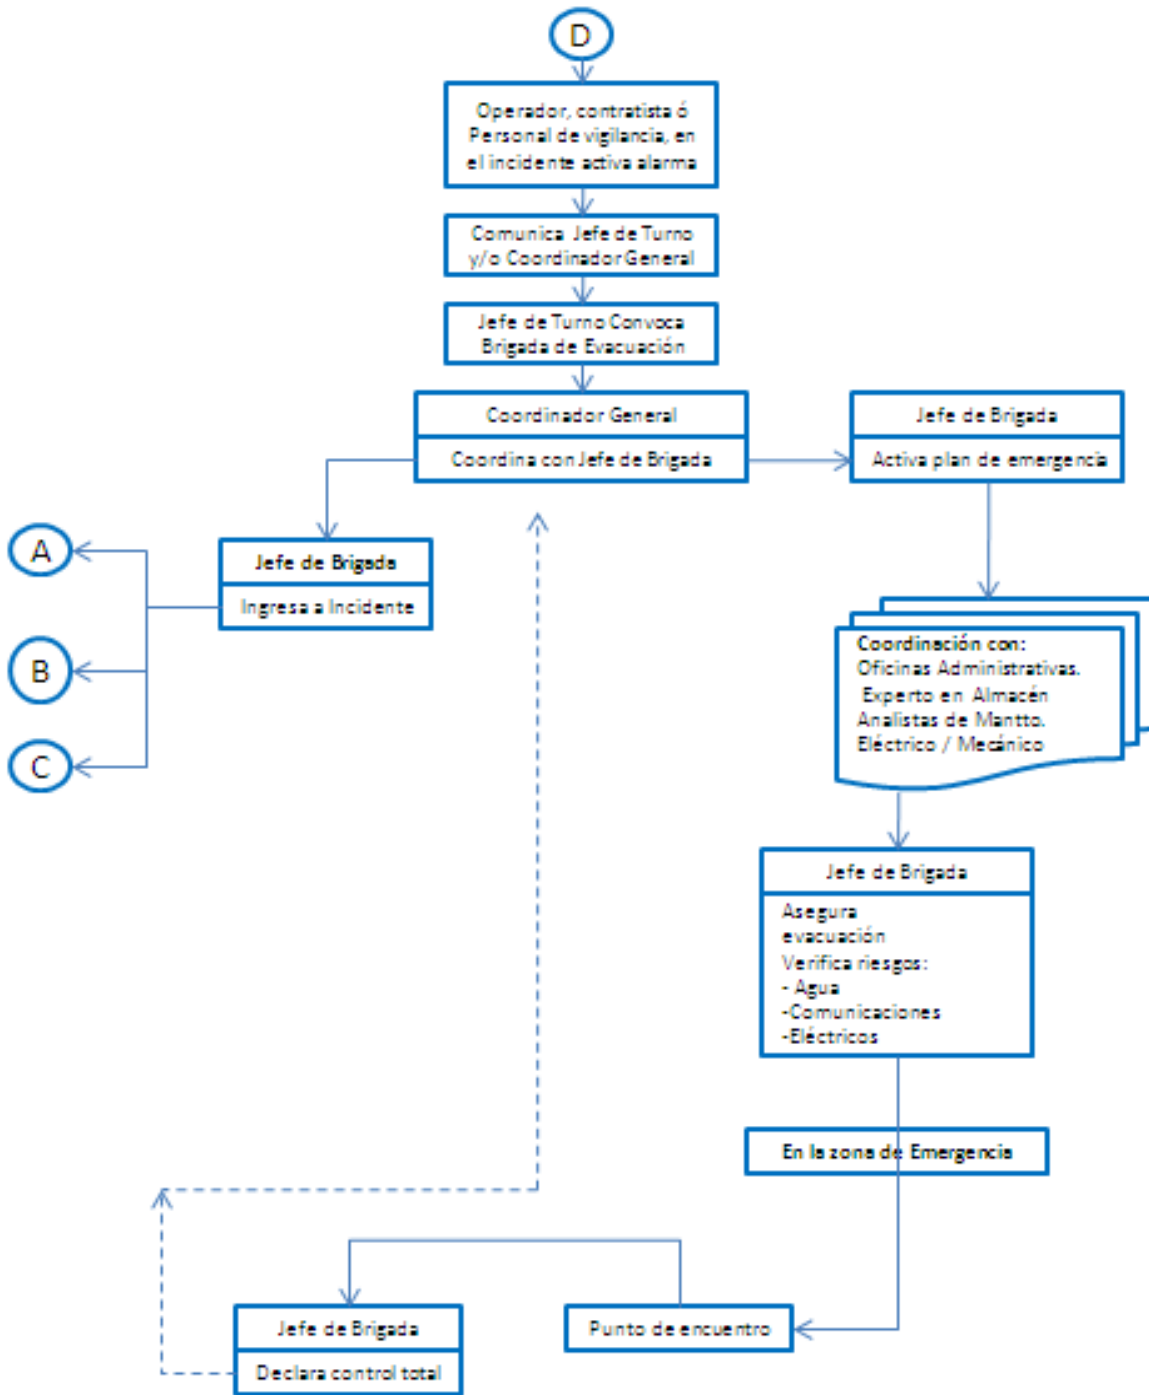 D
Operador, contratista ó
Personal de vigilancia, en
el incidente activa alarma
Comunica Jefe de Turno
y/o Coordinador General
Jefe de Turno Convoca
Brigada de Evacuación
Coordinador General
Coordina con Jefe de Brigada
Jefe de Brigada
Activa plan de emergencia
A
B
C
Jefe de Brigada
Ingresa a Incidente
Coordinación con:
Oficinas Administrativas.
Experto en Almacén
Analistas de Mantto.
Eléctrico / Mecánico
Jefe de Brigada
Asegura
evacuación
Verifica riesgos:
- Agua
-Comunicaciones
-Eléctricos
En la zona de Emergencia
Punto de encuentro
Jefe de Brigada
Declara control total